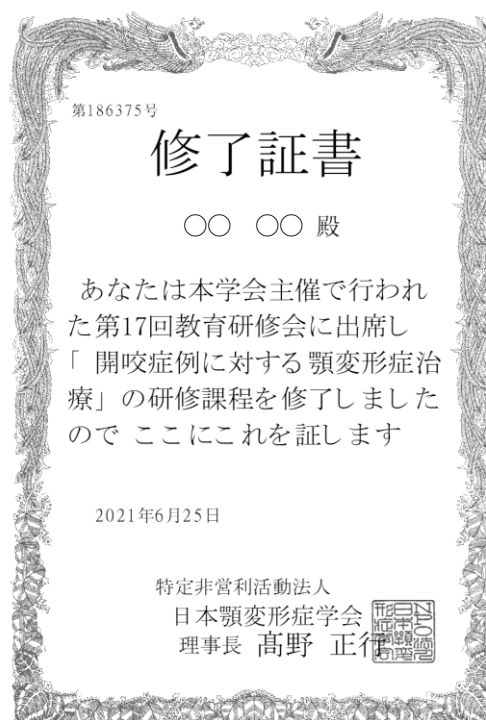 第186375号
修了証書
〇〇　〇〇 殿
あなたは本学会主催で行われ
た第17回教育研修会に出席し
「 開咬症例に対する顎変形症治
療」の研修課程を修了しました
ので ここにこれを証します
2021年6月25日
特定非営利活動法人
日本顎変形症学会
理事長 髙野 正行